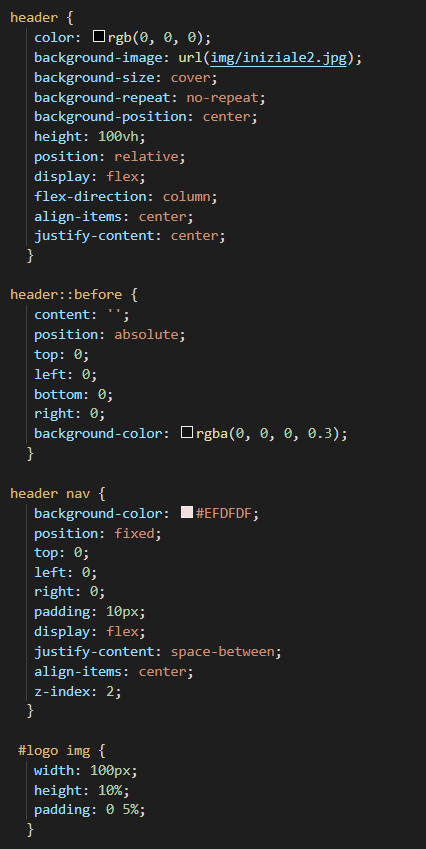 header {
color: rgb(0, 0, 0);
background-image: url(img/iniziale2.jpg);
background-size: cover;
background-repeat: no-repeat;
background-position: center;
height: 100vh;
position: relative;
display: flex;
flex-direction: column;
align-items: center;
justify-content: center;
}
header::before {
content: '';
position: absolute;
top: 0;
left: 0;
bottom: 0;
right: 0;
background-color: rgba(0, 0, 0, 0.3);
}
header nav {
background-color: #EFDFDF;
position: fixed;
top: 0;
left: 0;
right: 0;
padding: 10px;
display: flex;
justify-content: space-between;
align-items: center;
z-index: 2;
}
#logo img {
width: 100px;
height: 10%;
padding: 0 5%;
}